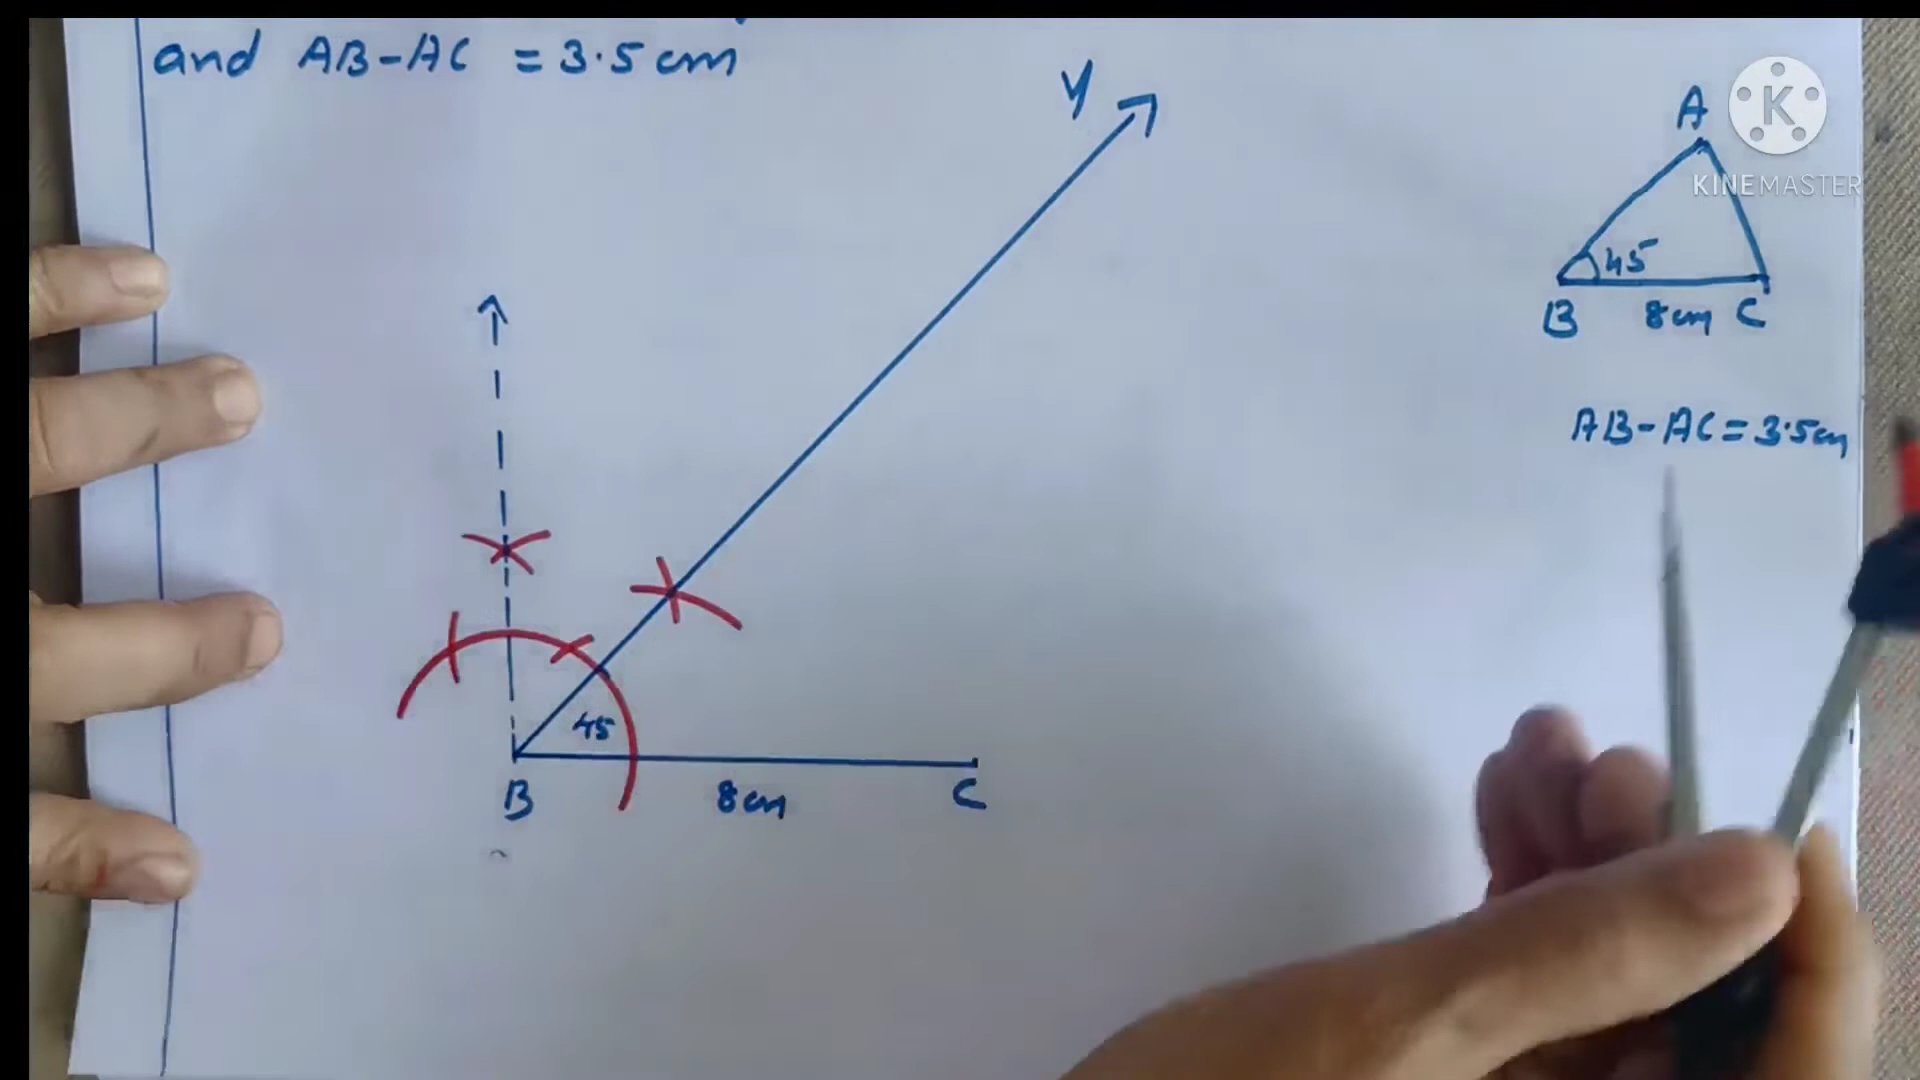 and AB-AC = 3.5 cm
Y
A
K
KINEMASTER
45
B 8cm C
AB-AC=3.5cm
45
B 8cm C